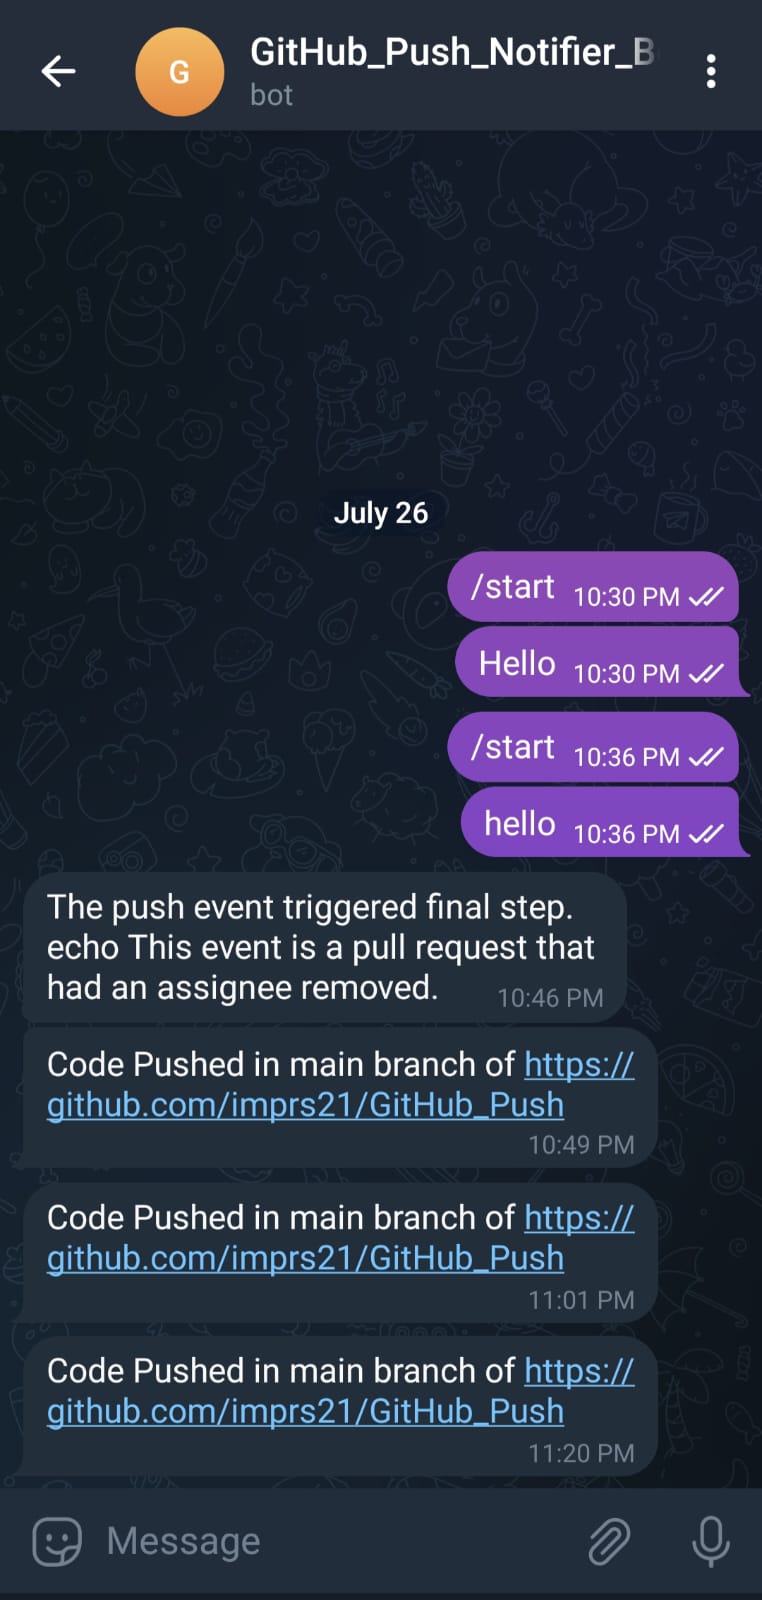 G
GitHub_Push_Notifier_B
bot
July 26
/start 10:30 PM
Hello 10:30 PM
/start 10:36 PM
hello 10:36 PM
The push event triggered final step.
echo This event is a pull request that
had an assignee removed. 10:46 PM
Code Pushed in main branch of https://
github.com/imprs21/GitHub_Push
10:49 PM
Code Pushed in main branch of https://
github.com/imprs21/GitHub_Push
11:01 PM
Code Pushed in main branch of https://
github.com/imprs21/GitHub_Push
11:20 PM
Message